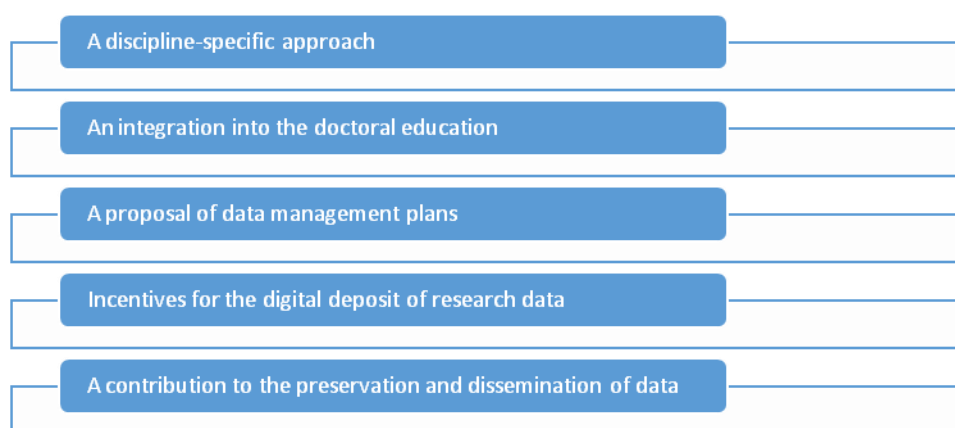 A discipline-specific approach
An integration into the doctoral education
A proposal of data management plans
Incentives for the digital deposit of research data
A contribution to the preservation and dissemination of data